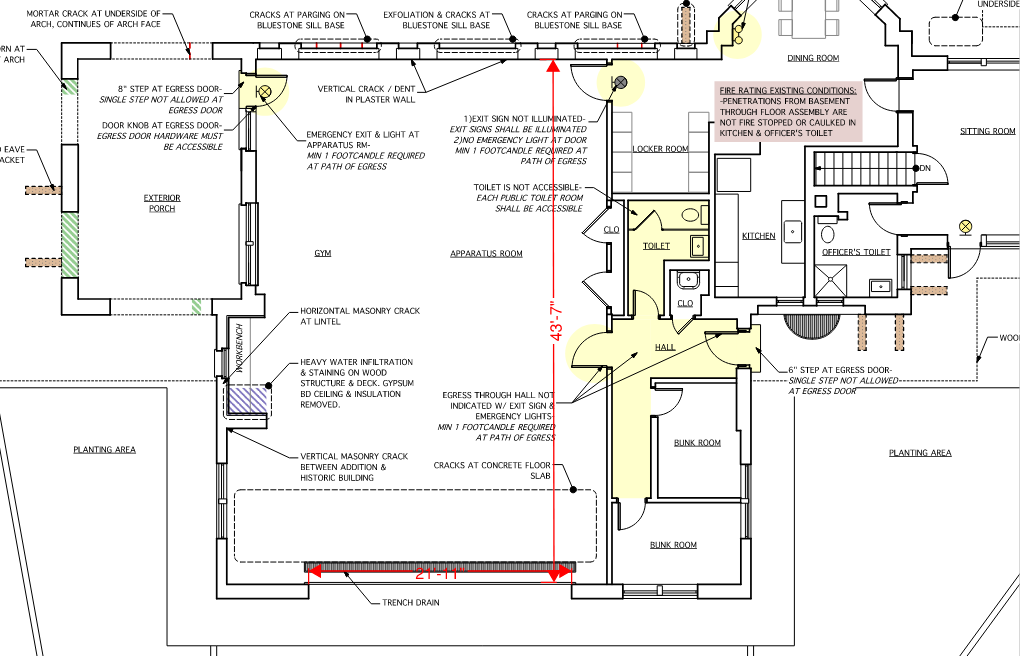 MORTAR CRACK AT UNDERSIDE OF
ARCH, CONTINUES OF ARCH FACE
CRACKS AT PARGING ON
BLUESTONE SILL BASE
EXFOLIATION & CRACKS AT
BLUESTONE SILL BASE
CRACKS AT PARGING ON
BLUESTONE SILL BASE
UNDERSIDE
ORN AT
ARCH
DINING ROOM
8" STEP AT EGRESS DOOR-
SINGLE STEP NOT ALLOWED AT
EGRESS DOOR
VERTICAL CRACK / DENT
IN PLASTER WALL
FIRE RATING EXISTING CONDITIONS:
-PENETRATIONS FROM BASEMENT
THROUGH FLOOR ASSEMBLY ARE
NOT FIRE STOPPED OR CAULKED IN
KITCHEN & OFFICER'S TOILET
DOOR KNOB AT EGRESS DOOR-
EGRESS DOOR HARDWARE MUST
BE ACCESSIBLE
EMERGENCY EXIT & LIGHT AT
APPARATUS RM-
MIN 1 FOOTCANDLE REQUIRED
AT PATH OF EGRESS
1)EXIT SIGN NOT ILLUMINATED-
EXIT SIGNS SHALL BE ILLUMINATED
2)NO EMERGENCY LIGHT AT DOOR
MIN 1 FOOTCANDLE REQUIRED AT
PATH OF EGRESS
LOCKER ROOM
SITTING ROOM
EAVE
ACKET
DN
TOILET IS NOT ACCESSIBLE-
EACH PUBLIC TOILET ROOM
SHALL BE ACCESSIBLE
EXTERIOR
PORCH
CLO
TOILET
KITCHEN
GYM
APPARATUS ROOM
OFFICER'S TOILET
CLO
HORIZONTAL MASONRY CRACK
AT LINTEL
43'-7"
WORKBENCH
HALL
WOO
HEAVY WATER INFILTRATION
& STAINING ON WOOD
STRUCTURE & DECK. GYPSUM
BD CEILING & INSULATION
REMOVED.
6" STEP AT EGRESS DOOR-
SINGLE STEP NOT ALLOWED
AT EGRESS DOOR
EGRESS THROUGH HALL NOT
INDICATED W/ EXIT SIGN &
EMERGENCY LIGHTS-
MIN 1 FOOTCANDLE REQUIRED
AT PATH OF EGRESS
PLANTING AREA
BUNK ROOM
PLANTING AREA
VERTICAL MASONRY CRACK
BETWEEN ADDITION &
HISTORIC BUILDING
CRACKS AT CONCRETE FLOOR
SLAB
BUNK ROOM
21'-11"
TRENCH DRAIN